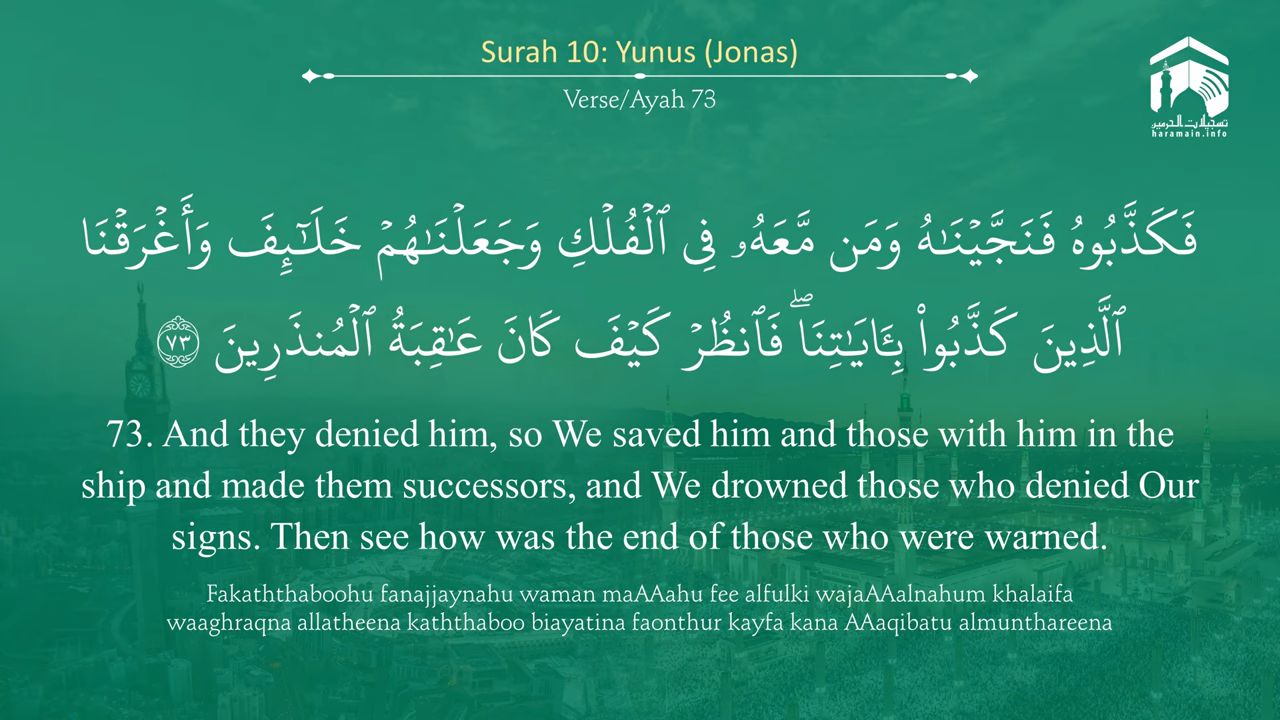 Surah 10: Yunus (Jonas)
Verse/Ayah 73
تسجيلات الحرمين
haramain.info
فَكَذَّبُوهُ فَنَجَّيْنَـٰهُ وَمَن مَّعَهُۥ فِى ٱلْفُلْكِ وَجَعَلْنَـٰهُمْ خَلَـٰٓئِفَ وَأَغْرَقْنَا
ٱلَّذِينَ كَذَّبُوا۟ بِـَٔايَـٰتِنَا ۖ فَٱنظُرْ كَيْفَ كَانَ عَـٰقِبَةُ ٱلْمُنذَرِينَ ٧٣
73. And they denied him, so We saved him and those with him in the
ship and made them successors, and We drowned those who denied Our
signs. Then see how was the end of those who were warned.
Fakaththaboohu fanajjaynahu waman maAAahu fee alfulki wajaAAalnahum khalaifa
waaghraqna allatheena kaththaboo biayatina faonthur kayfa kana AAaqibatu almunthareena